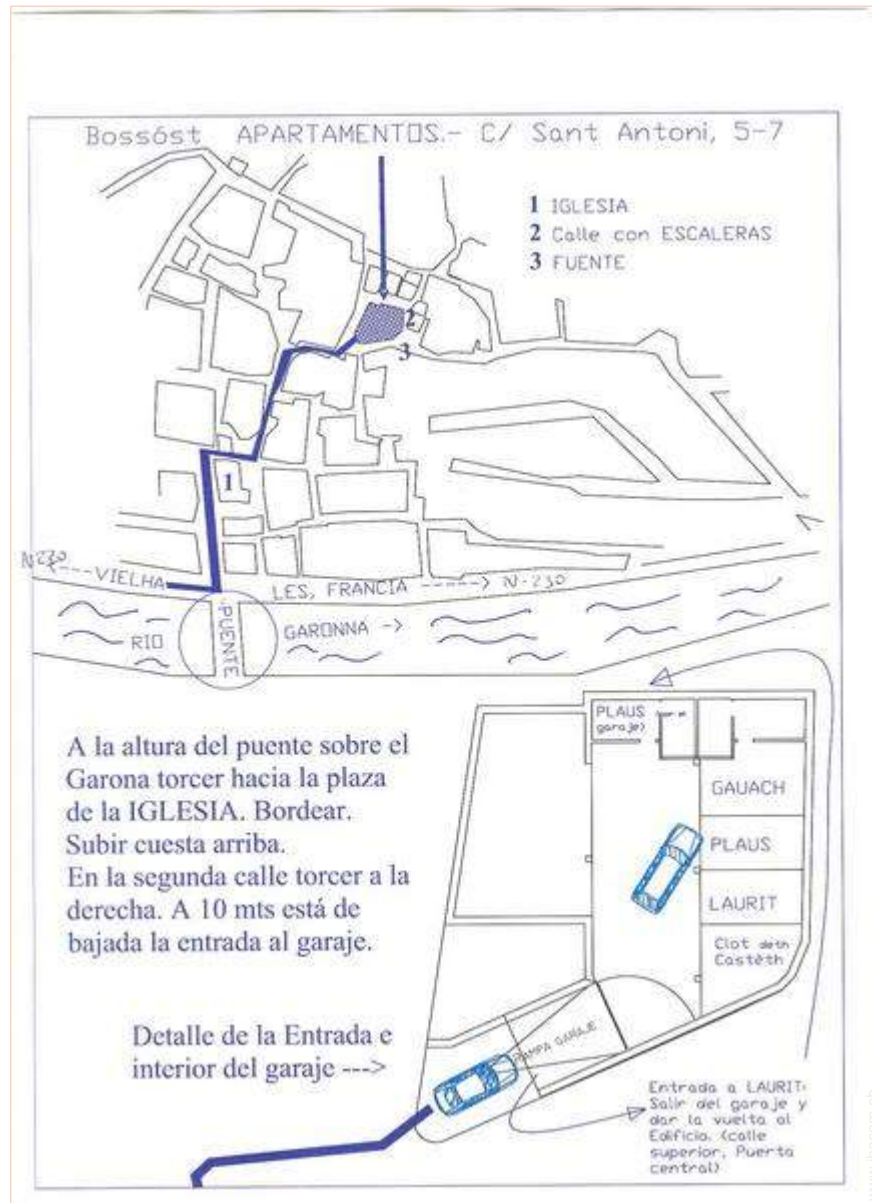 Bossóst APARTAMENTOS.- C/ Sant Antoni, 5-7
1 IGLESIA
2 Calle con ESCALERAS
3 FUENTE
2
3
1
N-230
<---- VIELHA
LES, FRANCIA -----> N-230
RIO
PUENTE
GARONNA ->
A la altura del puente sobre el
Garona torcer hacia la plaza
de la IGLESIA. Bordear.
Subir cuesta arriba.
En la segunda calle torcer a la
derecha. A 10 mts está de
bajada la entrada al garaje.
PLAUS
garaje)
GAUACH
PLAUS
LAURIT
Clot deth
Castèth
RAMPA GARAJE
Detalle de la Entrada e
interior del garaje --->
Entrada a LAURIT:
Salir del garaje y
dar la vuelta al
Edificio. (calle
superior, Puerta
central)